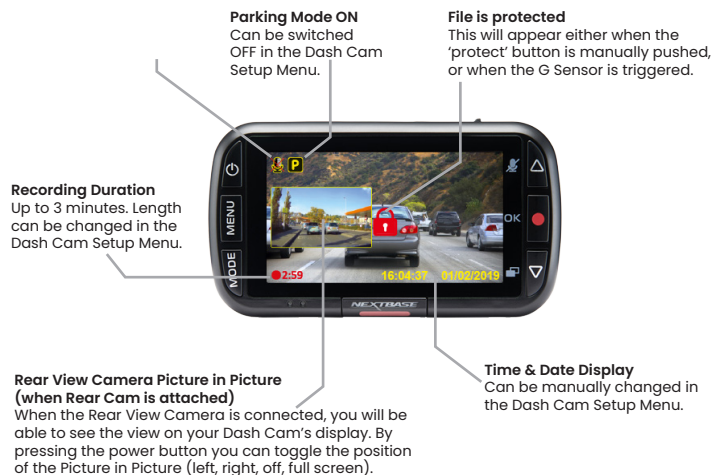 Parking Mode ON
Can be switched
OFF in the Dash Cam
Setup Menu.
File is protected
This will appear either when the
‘protect’ button is manually pushed,
or when the G Sensor is triggered.
Recording Duration
Up to 3 minutes. Length
can be changed in the
Dash Cam Setup Menu.
P
MENU
MODE
OK
2:59
16:04:37 01/02/2019
NEXTBASE
Rear View Camera Picture in Picture
(when Rear Cam is attached)
When the Rear View Camera is connected, you will be
able to see the view on your Dash Cam’s display. By
pressing the power button you can toggle the position
of the Picture in Picture (left, right, off, full screen).
Time & Date Display
Can be manually changed in
the Dash Cam Setup Menu.